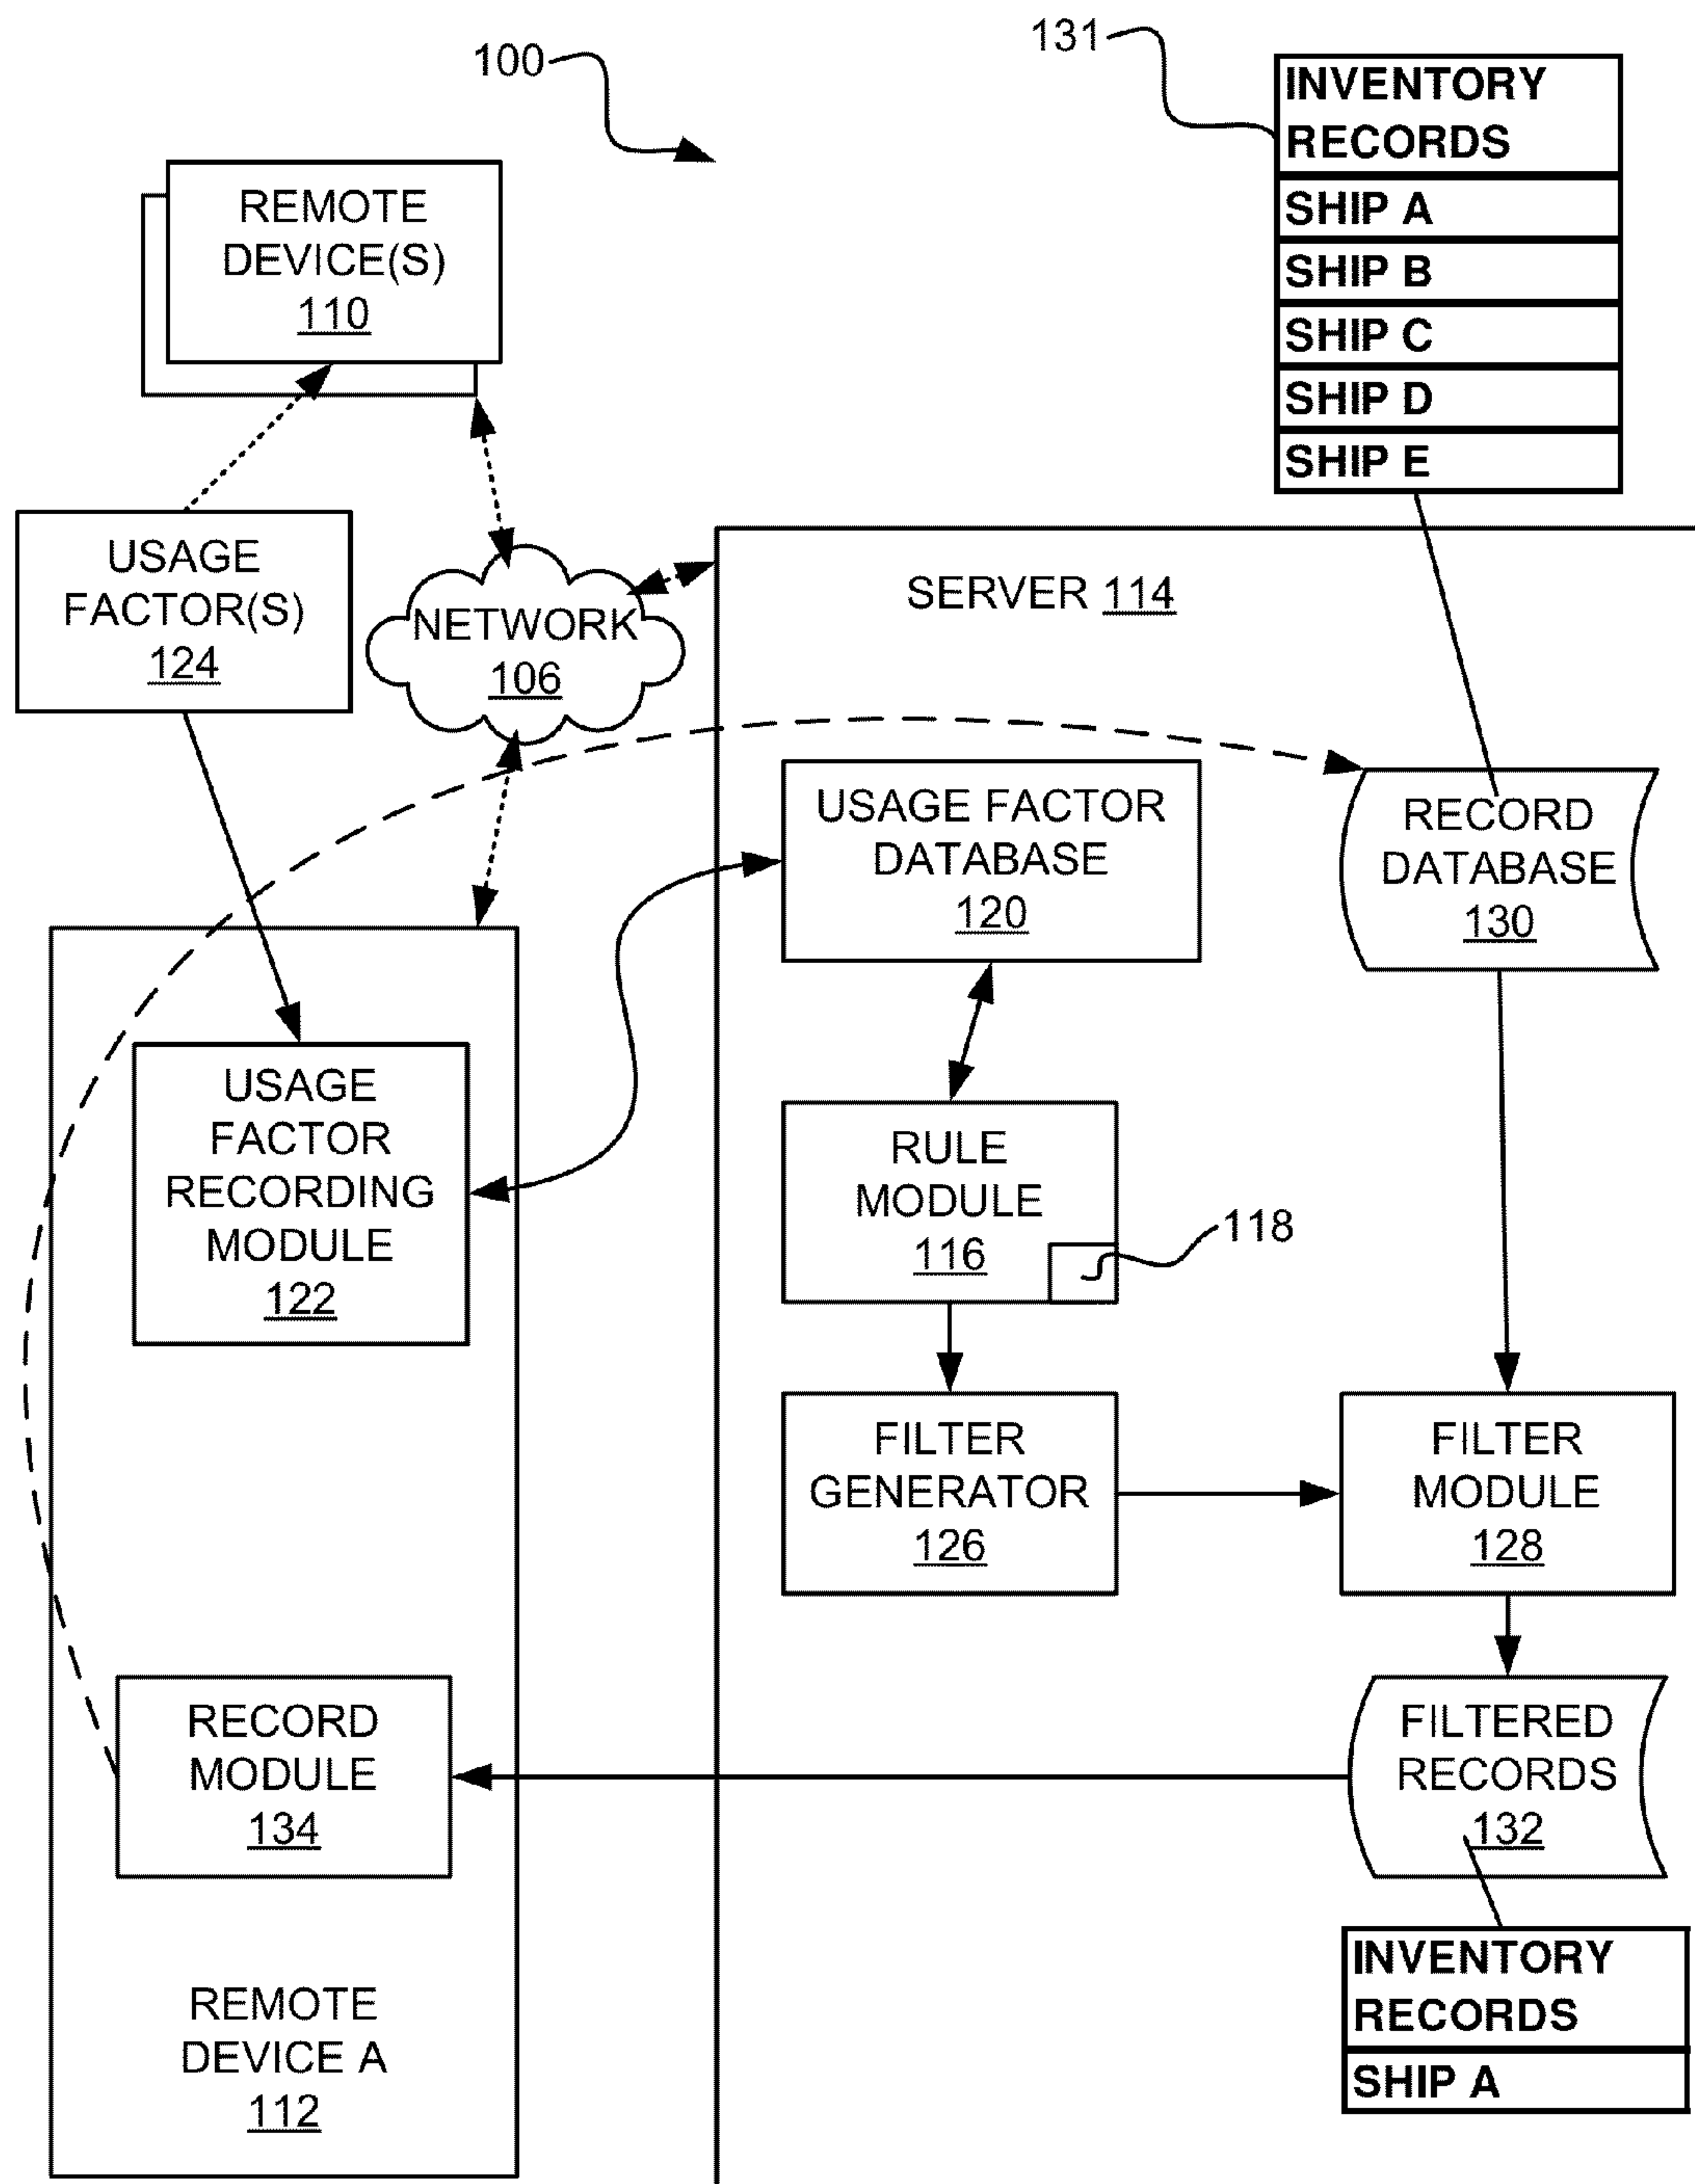 100
131
INVENTORY
RECORDS
SHIP A
SHIP B
SHIP C
SHIP D
SHIP E
REMOTE
DEVICE(S)
110
USAGE
FACTOR(S)
124
NETWORK
106
SERVER 114
USAGE FACTOR
DATABASE
120
RECORD
DATABASE
130
USAGE
FACTOR
RECORDING
MODULE
122
RULE
MODULE
116
118
FILTER
GENERATOR
126
FILTER
MODULE
128
RECORD
MODULE
134
FILTERED
RECORDS
132
INVENTORY
RECORDS
SHIP A
REMOTE
DEVICE A
112